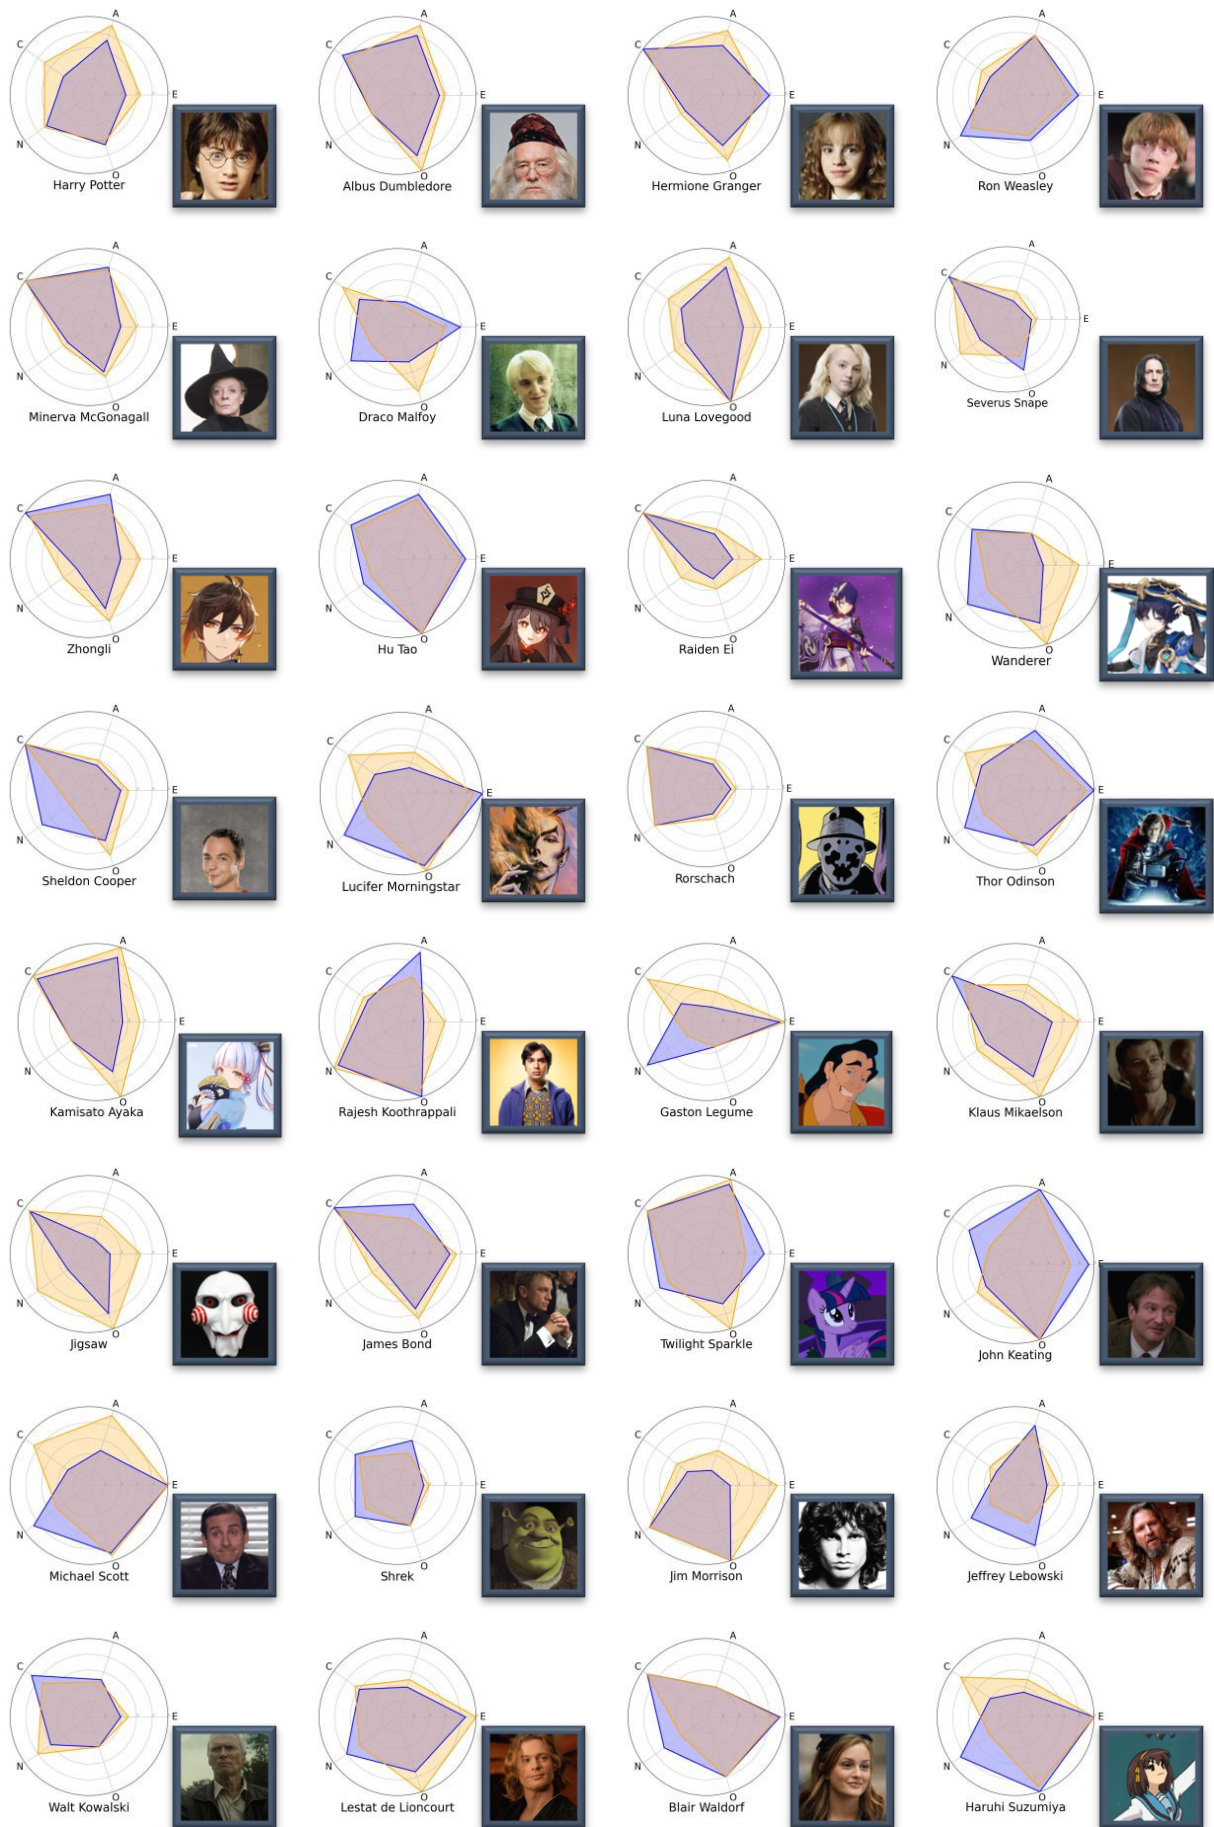 A
C
E
N
O
Harry Potter
A
C
E
N
O
Albus Dumbledore
A
C
E
N
O
Hermione Granger
A
C
E
N
O
Ron Weasley
A
C
E
N
O
Minerva McGonagall
A
C
E
N
O
Draco Malfoy
A
C
E
N
O
Luna Lovegood
A
C
E
N
O
Severus Snape
A
C
E
N
O
Zhongli
A
C
E
N
O
Hu Tao
A
C
E
N
O
Raiden Ei
A
C
E
N
O
Wanderer
A
C
E
N
O
Sheldon Cooper
A
C
E
N
O
Lucifer Morningstar
A
C
E
N
O
Rorschach
A
C
E
N
O
Thor Odinson
A
C
E
N
O
Kamisato Ayaka
A
C
E
N
O
Rajesh Koothrappali
A
C
E
N
O
Gaston Legume
A
C
E
N
O
Klaus Mikaelson
A
C
E
N
O
Jigsaw
A
C
E
N
O
James Bond
A
C
E
N
O
Twilight Sparkle
A
C
E
N
O
John Keating
A
C
E
N
O
Michael Scott
A
C
E
N
O
Shrek
A
C
E
N
O
Jim Morrison
A
C
E
N
O
Jeffrey Lebowski
A
C
E
N
O
Walt Kowalski
A
C
E
N
O
Lestat de Lioncourt
A
C
E
N
O
Blair Waldorf
A
C
E
N
O
Haruhi Suzumiya